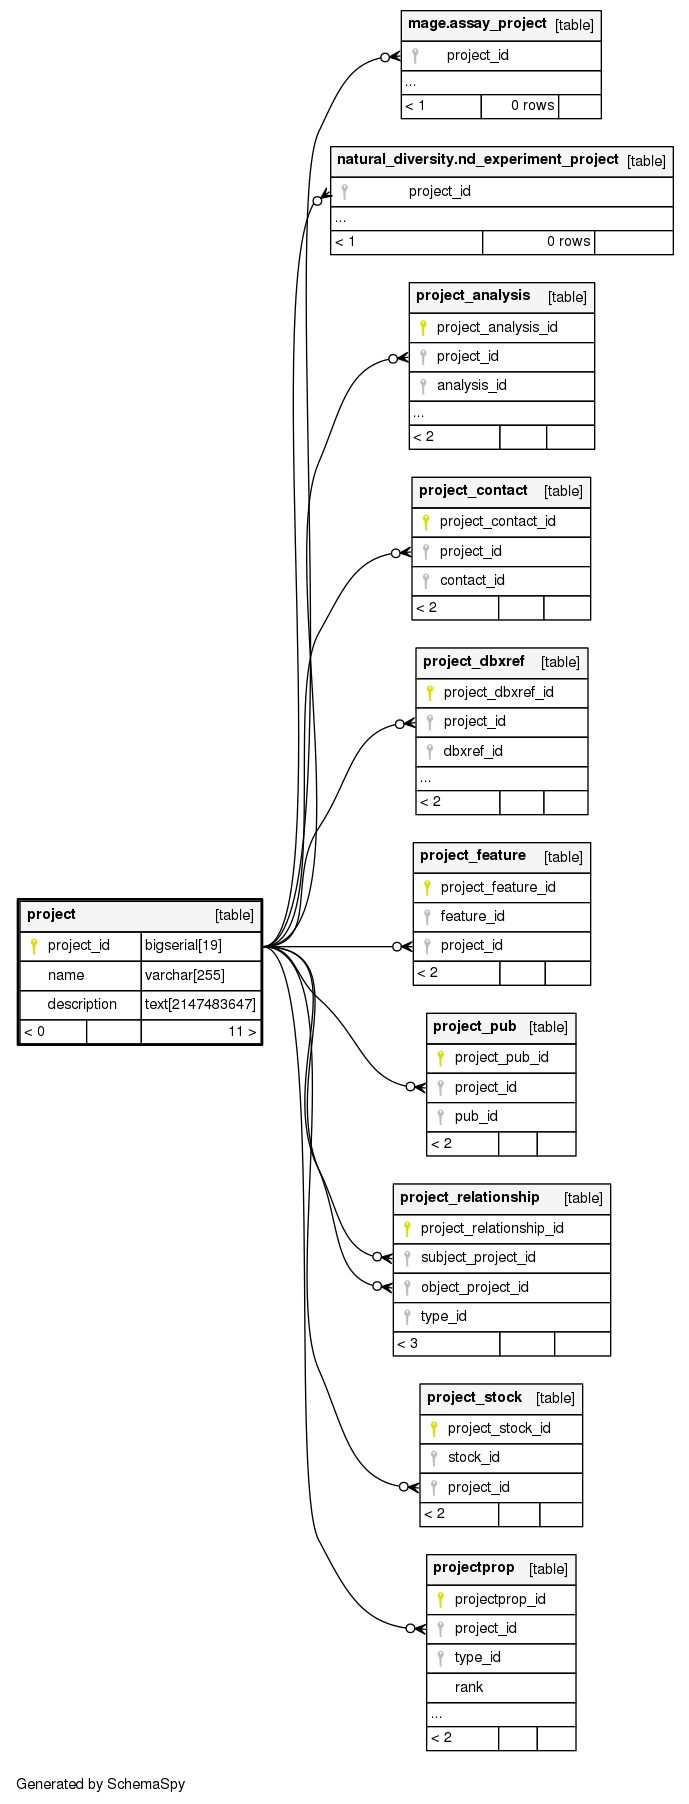 mage.assay_project [table]
project_id
...
< 1 0 rows
natural_diversity.nd_experiment_project [table]
project_id
...
< 1 0 rows
project_analysis [table]
project_analysis_id
project_id
analysis_id
...
< 2
project_contact [table]
project_contact_id
project_id
contact_id
< 2
project_dbxref [table]
project_dbxref_id
project_id
dbxref_id
...
< 2
project_feature [table]
project_feature_id
feature_id
project_id
< 2
project [table]
project_id bigserial[19]
name varchar[255]
description text[2147483647]
< 0 11 >
project_pub [table]
project_pub_id
project_id
pub_id
< 2
project_relationship [table]
project_relationship_id
subject_project_id
object_project_id
type_id
< 3
project_stock [table]
project_stock_id
stock_id
project_id
< 2
projectprop [table]
projectprop_id
project_id
type_id
rank
...
< 2
Generated by SchemaSpy